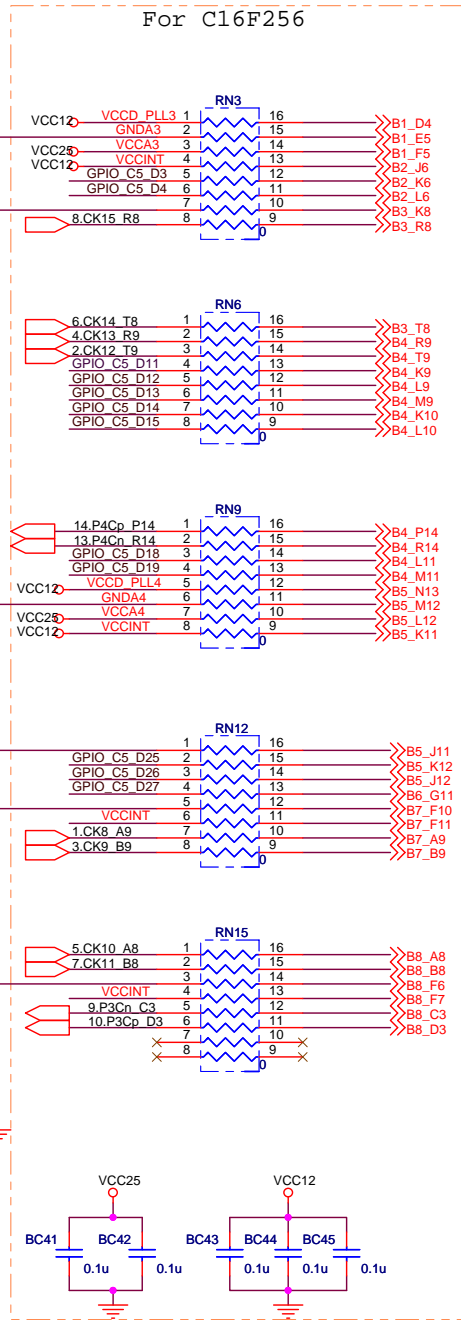 For C16F256
RN3
VCC12 VCCD_PLL3 1 16 B1_D4
GNDA3 2 15 B1_E5
VCC25 VCCA3 3 14 B1_F5
VCC12 VCCINT 4 13 B2_J6
GPIO_C5_D3 5 12 B2_K6
GPIO_C5_D4 6 11 B2_L6
7 10 B3_K8
8.CK15_R8 8 9 B3_R8
0
RN6
6.CK14_T8 1 16 B3_T8
4.CK13_R9 2 15 B4_R9
2.CK12_T9 3 14 B4_T9
GPIO_C5_D11 4 13 B4_K9
GPIO_C5_D12 5 12 B4_L9
GPIO_C5_D13 6 11 B4_M9
GPIO_C5_D14 7 10 B4_K10
GPIO_C5_D15 8 9 B4_L10
0
RN9
14.P4Cp_P14 1 16 B4_P14
13.P4Cn_R14 2 15 B4_R14
GPIO_C5_D18 3 14 B4_L11
GPIO_C5_D19 4 13 B4_M11
VCC12 VCCD_PLL4 5 12 B5_N13
GNDA4 6 11 B5_M12
VCC25 VCCA4 7 10 B5_L12
VCC12 VCCINT 8 9 B5_K11
0
RN12
1 16 B5_J11
GPIO_C5_D25 2 15 B5_K12
GPIO_C5_D26 3 14 B5_J12
GPIO_C5_D27 4 13 B6_G11
5 12 B7_F10
VCCINT 6 11 B7_F11
1.CK8_A9 7 10 B7_A9
3.CK9_B9 8 9 B7_B9
0
RN15
5.CK10_A8 1 16 B8_A8
7.CK11_B8 2 15 B8_B8
3 14 B8_F6
VCCINT 4 13 B8_F7
9.P3Cn_C3 5 12 B8_C3
10.P3Cp_D3 6 11 B8_D3
7 10
8 9
0
VCC25 VCC12
BC41 BC42 BC43 BC44 BC45
0.1u 0.1u 0.1u 0.1u 0.1u